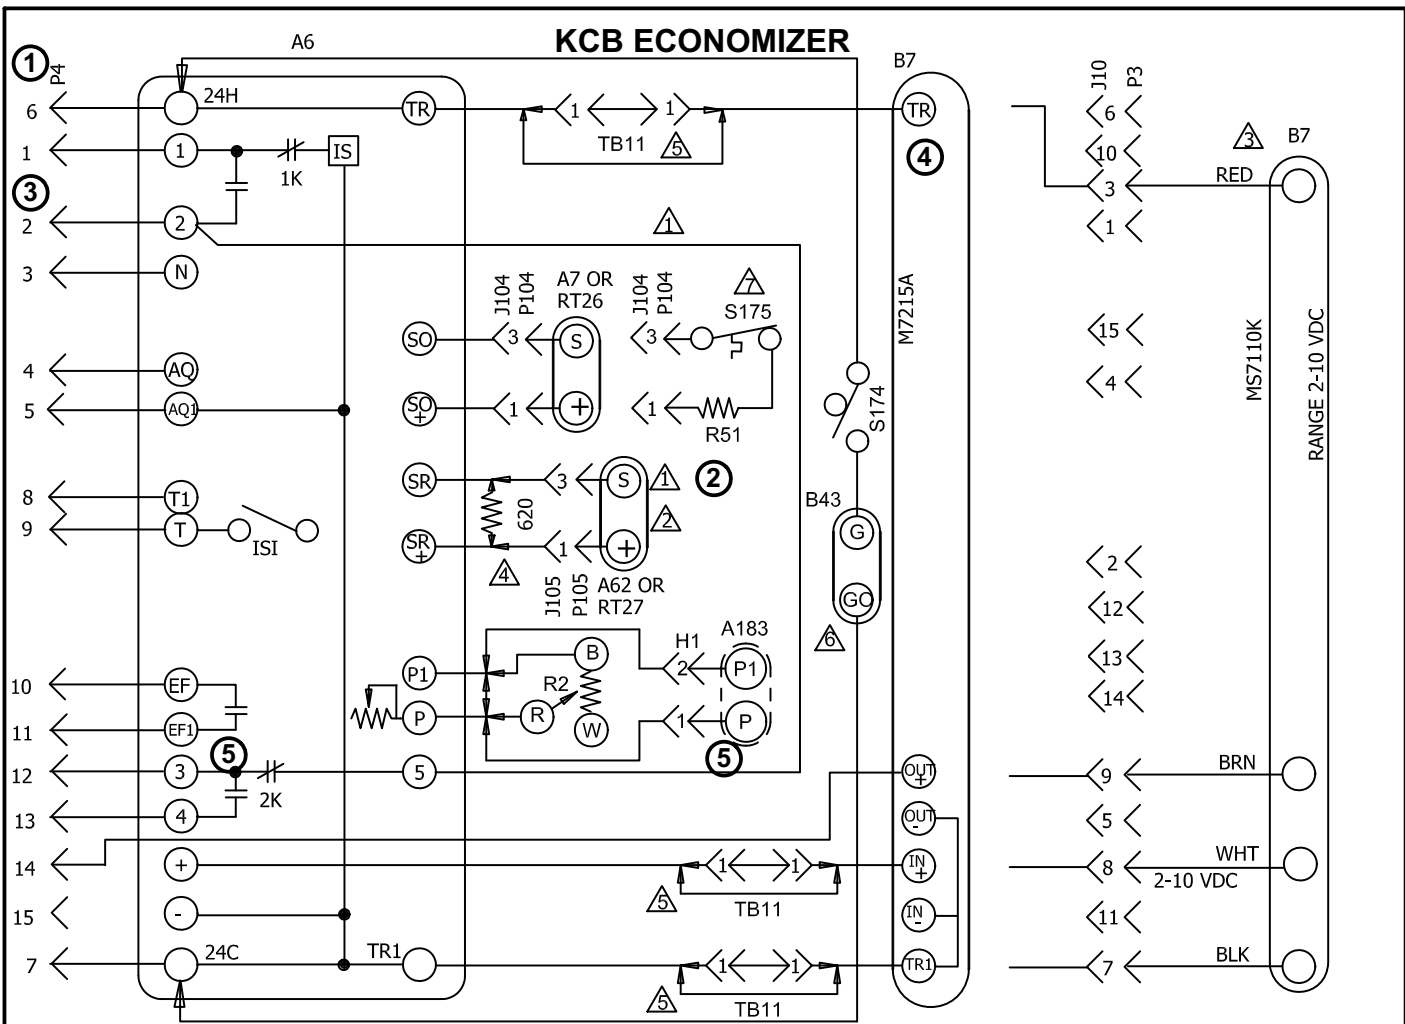 KCB ECONOMIZER
A6
B7
1
P4
J10
P3
6
24H
TR
1
1
TB11
5
TR
6
3
B7
1
1
IS
1K
4
10
3
RED
3
2
2
1
1
3
N
J104
P104
A7 OR
RT26
J104
P104
7
S175
M7215A
MS7110K
RANGE 2-10 VDC
SO
3
S
3
15
4
AQ
S174
4
5
AQ1
SO
+
1
+
1
R51
SR
3
S
1
2
620
2
B43
8
T1
9
T
ISI
G
SR
+
1
+
4
J105
P105
A62 OR
RT27
GO
6
2
12
13
14
H1
A183
P1
B
2
P1
R2
10
EF
P
R
W
1
P
11
EF1
5
5
12
3
2K
5
OUT
+
9
BRN
13
4
OUT
-
5
14
+
1
1
IN
+
8
WHT
2-10 VDC
5
TB11
15
-
IN
-
11
7
24C
TR1
1
1
TR1
7
BLK
5
TB11